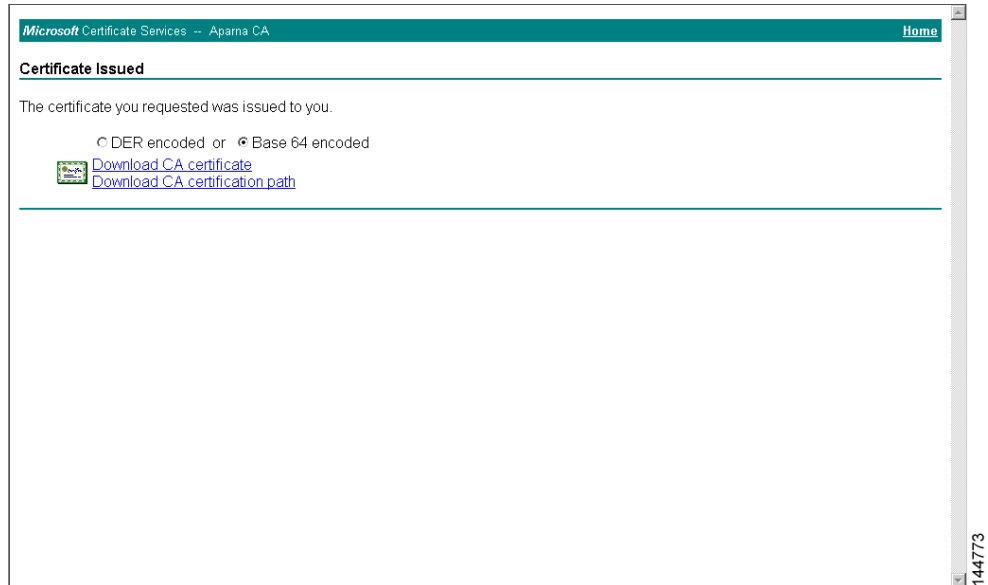 Microsoft Certificate Services -- Aparna CA Home
Certificate Issued
The certificate you requested was issued to you.
DER encoded or Base 64 encoded
Download CA certificate
Download CA certification path
144773